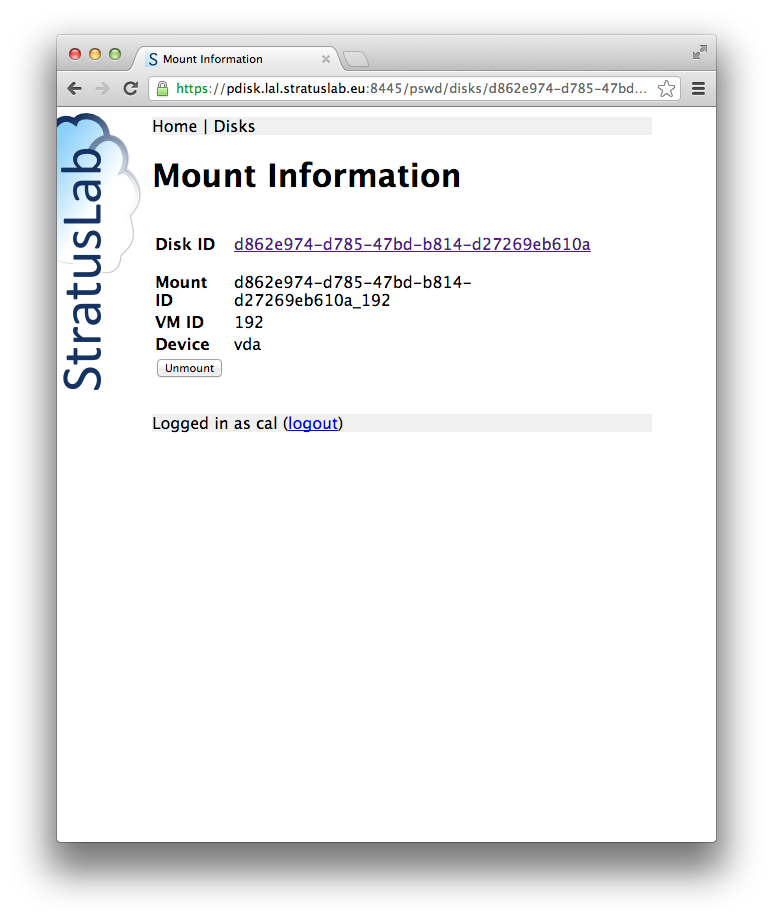 S Mount Information
https://pdisk.lal.stratuslab.eu:8445/pswd/disks/d862e974-d785-47bd...
StratusLab
Home | Disks
Mount Information
Disk ID d862e974-d785-47bd-b814-d27269eb610a
Mount d862e974-d785-47bd-b814-
ID d27269eb610a_192
VM ID 192
Device vda
Unmount
Logged in as cal (logout)